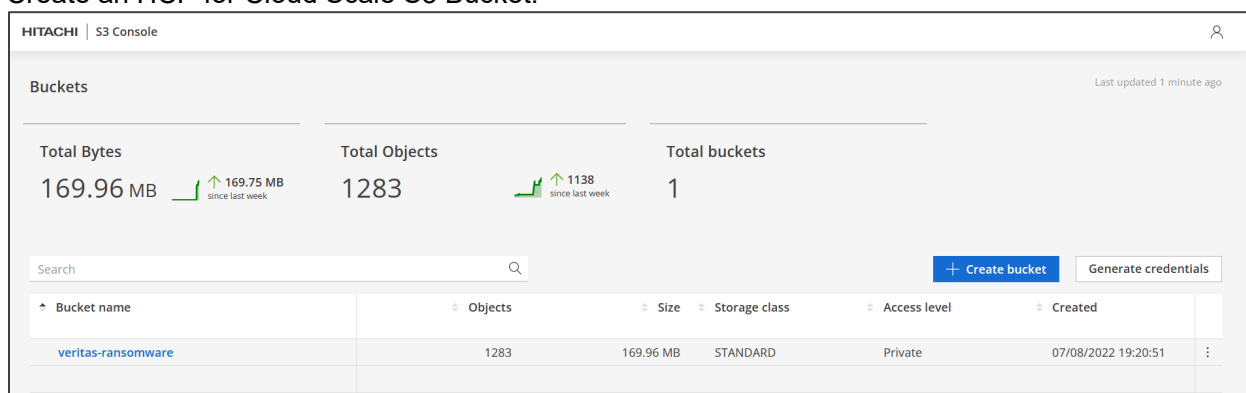 Create an HCP for Cloud Scale S3 Bucket:
HITACHI | S3 Console
Buckets
Last updated 1 minute ago
Total Bytes
Total Objects
Total buckets
169.96 MB
↑ 169.75 MB
since last week
1283
↑ 1138
since last week
1
Search
+ Create bucket
Generate credentials
Bucket name Objects Size Storage class Access level Created
veritas-ransomware 1283 169.96 MB STANDARD Private 07/08/2022 19:20:51